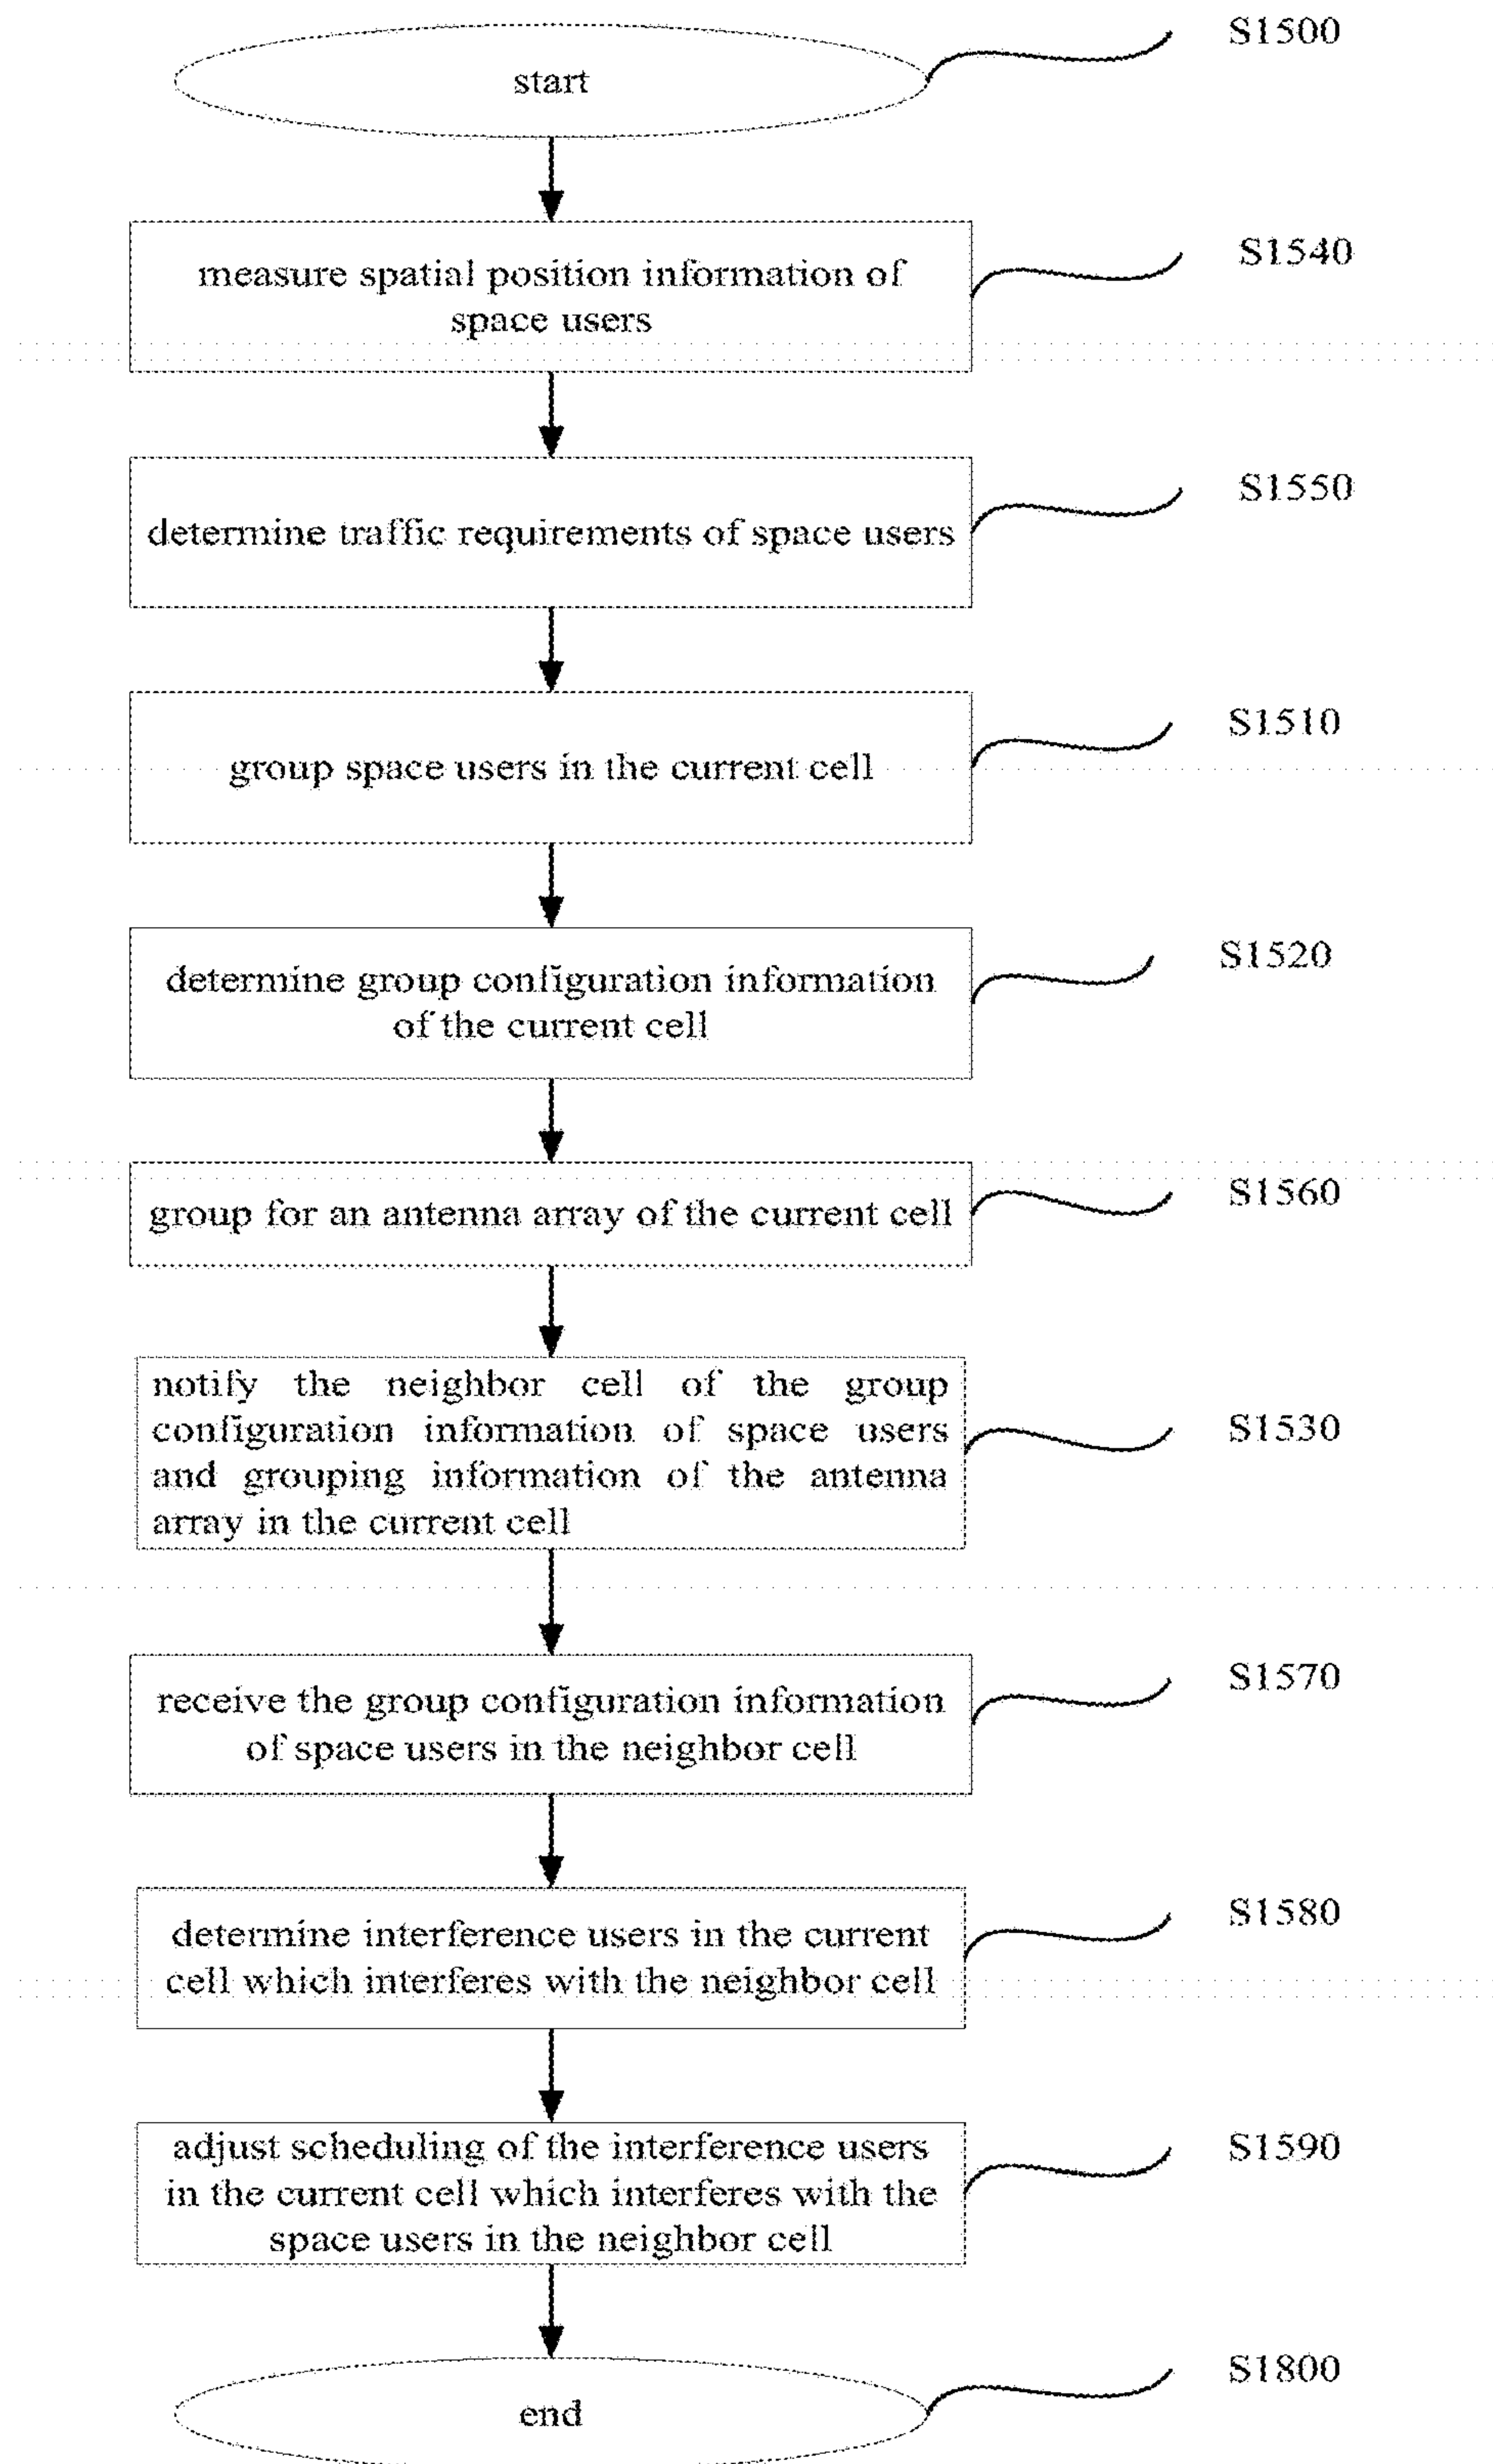 start
S1500
measure spatial position information of
space users
S1540
determine traffic requirements of space users
S1550
group space users in the current cell
S1510
determine group configuration information
of the current cell
S1520
group for an antenna array of the current cell
S1560
notify the neighbor cell of the group
configuration information of space users
and grouping information of the antenna
array in the current cell
S1530
receive the group configuration information
of space users in the neighbor cell
S1570
determine interference users in the current
cell which interferes with the neighbor cell
S1580
adjust scheduling of the interference users
in the current cell which interferes with the
space users in the neighbor cell
S1590
end
S1800